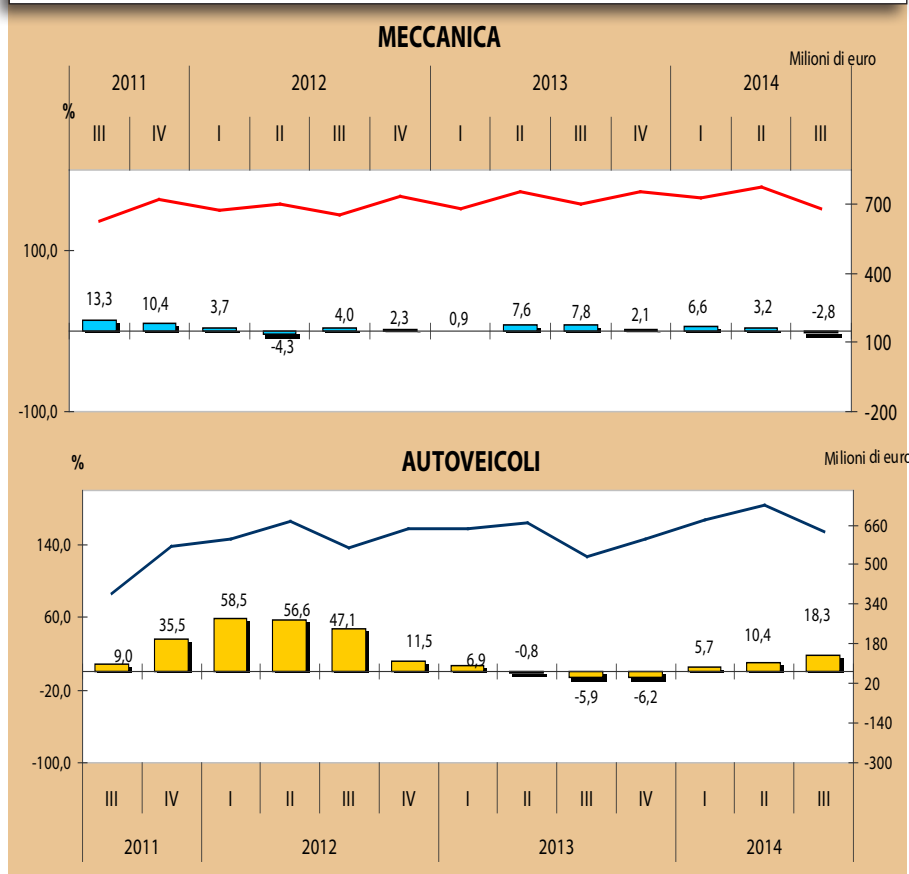 MECCANICA
Milioni di euro
2011 2012 2013 2014
%
III IV I II III IV I II III IV I II III
700
100,0
400
13,3 10,4 3,7 4,0 2,3 0,9 7,6 7,8 2,1 6,6 3,2 -2,8
-4,3
100
-100,0
-200
% AUTOVEICOLI Milioni di euro
660
140,0
500
58,5 56,6 340
60,0 35,5 47,1 18,3
180
9,0 11,5 6,9 -0,8 5,7 10,4
-20,0 20
-5,9 -6,2
-140
-100,0 -300
III IV I II III IV I II III IV I II III
2011 2012 2013 2014